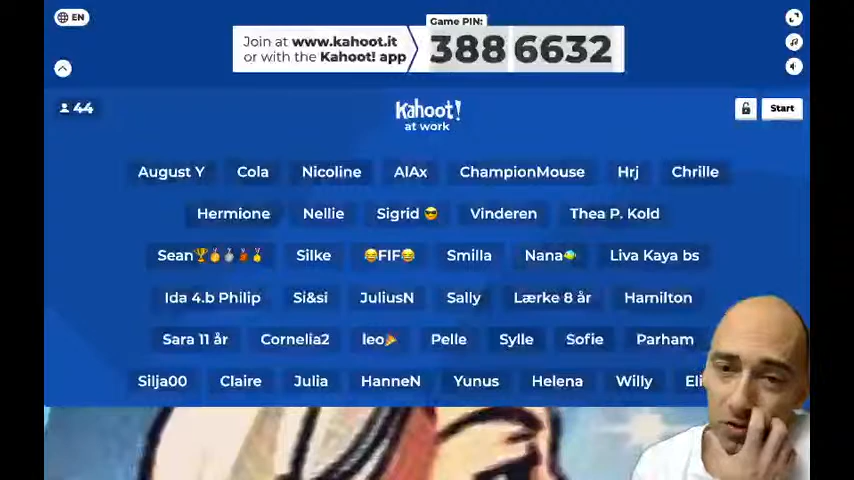 EN
Game PIN:
Join at www.kahoot.it
or with the Kahoot! app
388 6632
44
Kahoot!
at work
Start
August Y Cola Nicoline AlAx ChampionMouse Hrj Chrille
Hermione Nellie Sigrid 😎 Vinderen Thea P. Kold
Sean🏆🥇🥈🥉🏅 Silke 😂FIF😂 Smilla Nana🐠 Liva Kaya bs
Ida 4.b Philip Si&si JuliusN Sally Lærke 8 år Hamilton
Sara 11 år Cornelia2 leo🎉 Pelle Sylle Sofie Parham
Silja00 Claire Julia HanneN Yunus Helena Willy